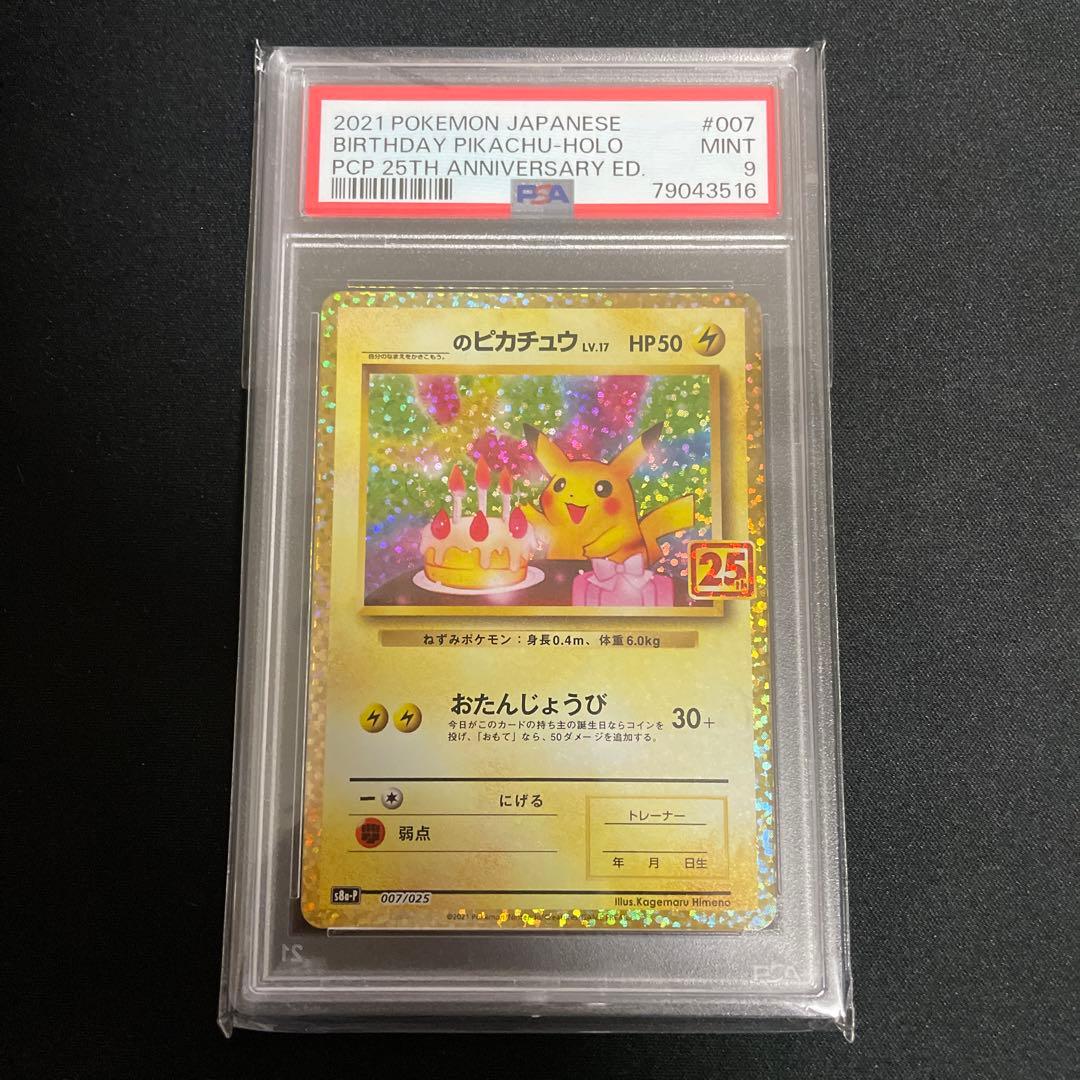 2021 POKEMON JAPANESE #007
BIRTHDAY PIKACHU-HOLO MINT
PCP 25TH ANNIVERSARY ED. 9
PSA 79043516
のピカチュウ LV.17 HP50
自分のなまえをかきこもう。
25th
ねずみポケモン：身長0.4m、体重6.0kg
おたんじょうび 30+
今日がこのカードの持ち主の誕生日ならコインを
投げ、「おもて」なら、50ダメージを追加する。
にげる
弱点
トレーナー
年 月 日生
s8a-P 007/025
Illus.Kagemaru Himeno
©2021 Pokémon/Nintendo/Creatures/GAME FREAK